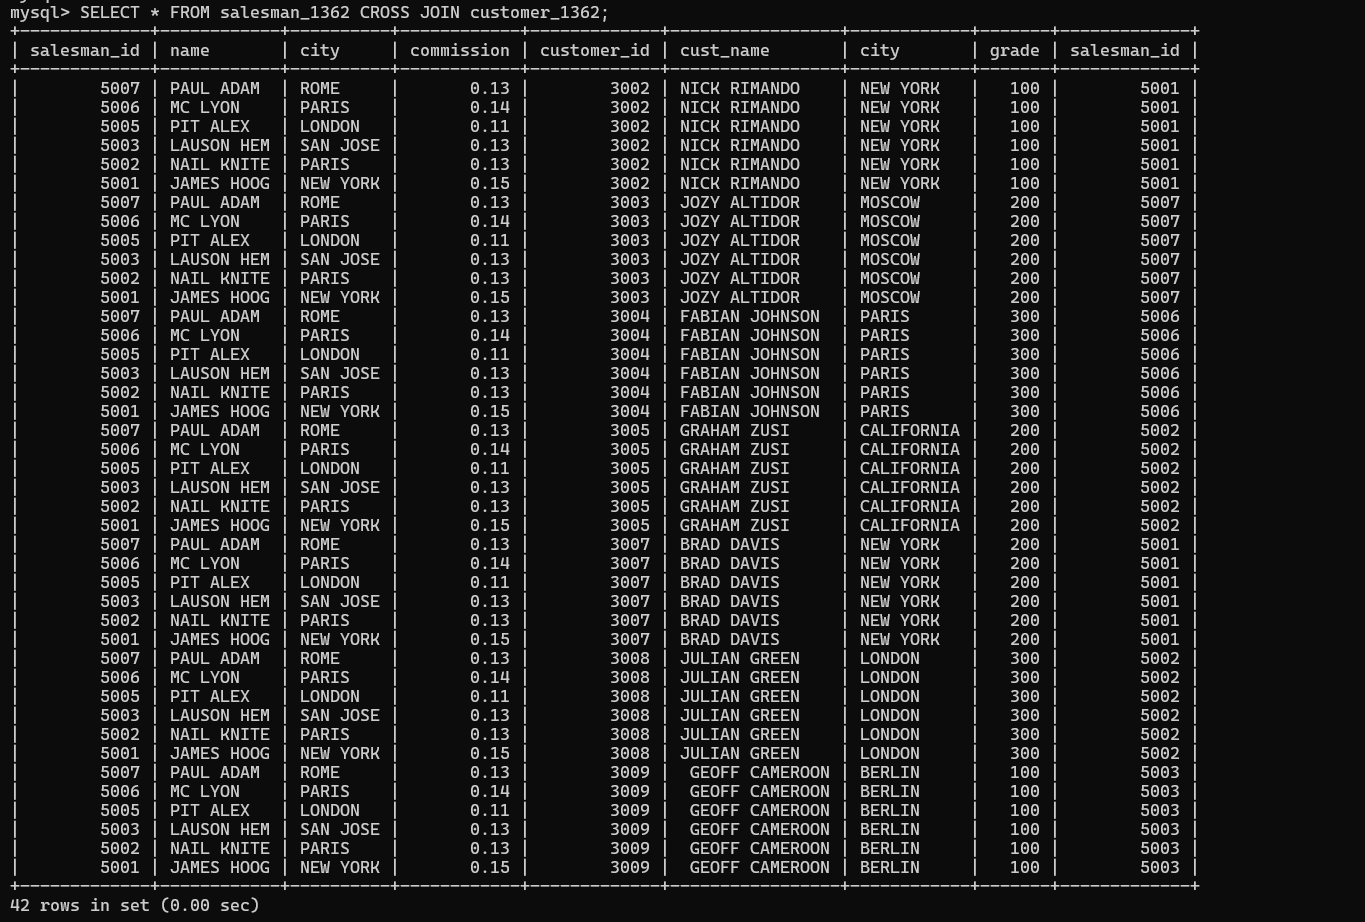 mysql> SELECT * FROM salesman_1362 CROSS JOIN customer_1362;
+-------------+------------+-----------+------------+-------------+-----------------+------------+-------+-------------+
| salesman_id | name       | city      | commission | customer_id | cust_name       | city       | grade | salesman_id |
+-------------+------------+-----------+------------+-------------+-----------------+------------+-------+-------------+
|        5007 | PAUL ADAM  | ROME      |       0.13 |        3002 | NICK RIMANDO    | NEW YORK   |   100 |        5001 |
|        5006 | MC LYON    | PARIS     |       0.14 |        3002 | NICK RIMANDO    | NEW YORK   |   100 |        5001 |
|        5005 | PIT ALEX   | LONDON    |       0.11 |        3002 | NICK RIMANDO    | NEW YORK   |   100 |        5001 |
|        5003 | LAUSON HEM | SAN JOSE  |       0.13 |        3002 | NICK RIMANDO    | NEW YORK   |   100 |        5001 |
|        5002 | NAIL KNITE | PARIS     |       0.13 |        3002 | NICK RIMANDO    | NEW YORK   |   100 |        5001 |
|        5001 | JAMES HOOG | NEW YORK  |       0.15 |        3002 | NICK RIMANDO    | NEW YORK   |   100 |        5001 |
|        5007 | PAUL ADAM  | ROME      |       0.13 |        3003 | JOZY ALTIDOR    | MOSCOW     |   200 |        5007 |
|        5006 | MC LYON    | PARIS     |       0.14 |        3003 | JOZY ALTIDOR    | MOSCOW     |   200 |        5007 |
|        5005 | PIT ALEX   | LONDON    |       0.11 |        3003 | JOZY ALTIDOR    | MOSCOW     |   200 |        5007 |
|        5003 | LAUSON HEM | SAN JOSE  |       0.13 |        3003 | JOZY ALTIDOR    | MOSCOW     |   200 |        5007 |
|        5002 | NAIL KNITE | PARIS     |       0.13 |        3003 | JOZY ALTIDOR    | MOSCOW     |   200 |        5007 |
|        5001 | JAMES HOOG | NEW YORK  |       0.15 |        3003 | JOZY ALTIDOR    | MOSCOW     |   200 |        5007 |
|        5007 | PAUL ADAM  | ROME      |       0.13 |        3004 | FABIAN JOHNSON  | PARIS      |   300 |        5006 |
|        5006 | MC LYON    | PARIS     |       0.14 |        3004 | FABIAN JOHNSON  | PARIS      |   300 |        5006 |
|        5005 | PIT ALEX   | LONDON    |       0.11 |        3004 | FABIAN JOHNSON  | PARIS      |   300 |        5006 |
|        5003 | LAUSON HEM | SAN JOSE  |       0.13 |        3004 | FABIAN JOHNSON  | PARIS      |   300 |        5006 |
|        5002 | NAIL KNITE | PARIS     |       0.13 |        3004 | FABIAN JOHNSON  | PARIS      |   300 |        5006 |
|        5001 | JAMES HOOG | NEW YORK  |       0.15 |        3004 | FABIAN JOHNSON  | PARIS      |   300 |        5006 |
|        5007 | PAUL ADAM  | ROME      |       0.13 |        3005 | GRAHAM ZUSI     | CALIFORNIA |   200 |        5002 |
|        5006 | MC LYON    | PARIS     |       0.14 |        3005 | GRAHAM ZUSI     | CALIFORNIA |   200 |        5002 |
|        5005 | PIT ALEX   | LONDON    |       0.11 |        3005 | GRAHAM ZUSI     | CALIFORNIA |   200 |        5002 |
|        5003 | LAUSON HEM | SAN JOSE  |       0.13 |        3005 | GRAHAM ZUSI     | CALIFORNIA |   200 |        5002 |
|        5002 | NAIL KNITE | PARIS     |       0.13 |        3005 | GRAHAM ZUSI     | CALIFORNIA |   200 |        5002 |
|        5001 | JAMES HOOG | NEW YORK  |       0.15 |        3005 | GRAHAM ZUSI     | CALIFORNIA |   200 |        5002 |
|        5007 | PAUL ADAM  | ROME      |       0.13 |        3007 | BRAD DAVIS      | NEW YORK   |   200 |        5001 |
|        5006 | MC LYON    | PARIS     |       0.14 |        3007 | BRAD DAVIS      | NEW YORK   |   200 |        5001 |
|        5005 | PIT ALEX   | LONDON    |       0.11 |        3007 | BRAD DAVIS      | NEW YORK   |   200 |        5001 |
|        5003 | LAUSON HEM | SAN JOSE  |       0.13 |        3007 | BRAD DAVIS      | NEW YORK   |   200 |        5001 |
|        5002 | NAIL KNITE | PARIS     |       0.13 |        3007 | BRAD DAVIS      | NEW YORK   |   200 |        5001 |
|        5001 | JAMES HOOG | NEW YORK  |       0.15 |        3007 | BRAD DAVIS      | NEW YORK   |   200 |        5001 |
|        5007 | PAUL ADAM  | ROME      |       0.13 |        3008 | JULIAN GREEN    | LONDON     |   300 |        5002 |
|        5006 | MC LYON    | PARIS     |       0.14 |        3008 | JULIAN GREEN    | LONDON     |   300 |        5002 |
|        5005 | PIT ALEX   | LONDON    |       0.11 |        3008 | JULIAN GREEN    | LONDON     |   300 |        5002 |
|        5003 | LAUSON HEM | SAN JOSE  |       0.13 |        3008 | JULIAN GREEN    | LONDON     |   300 |        5002 |
|        5002 | NAIL KNITE | PARIS     |       0.13 |        3008 | JULIAN GREEN    | LONDON     |   300 |        5002 |
|        5001 | JAMES HOOG | NEW YORK  |       0.15 |        3008 | JULIAN GREEN    | LONDON     |   300 |        5002 |
|        5007 | PAUL ADAM  | ROME      |       0.13 |        3009 |  GEOFF CAMEROON | BERLIN     |   100 |        5003 |
|        5006 | MC LYON    | PARIS     |       0.14 |        3009 |  GEOFF CAMEROON | BERLIN     |   100 |        5003 |
|        5005 | PIT ALEX   | LONDON    |       0.11 |        3009 |  GEOFF CAMEROON | BERLIN     |   100 |        5003 |
|        5003 | LAUSON HEM | SAN JOSE  |       0.13 |        3009 |  GEOFF CAMEROON | BERLIN     |   100 |        5003 |
|        5002 | NAIL KNITE | PARIS     |       0.13 |        3009 |  GEOFF CAMEROON | BERLIN     |   100 |        5003 |
|        5001 | JAMES HOOG | NEW YORK  |       0.15 |        3009 |  GEOFF CAMEROON | BERLIN     |   100 |        5003 |
+-------------+------------+-----------+------------+-------------+-----------------+------------+-------+-------------+
42 rows in set (0.00 sec)